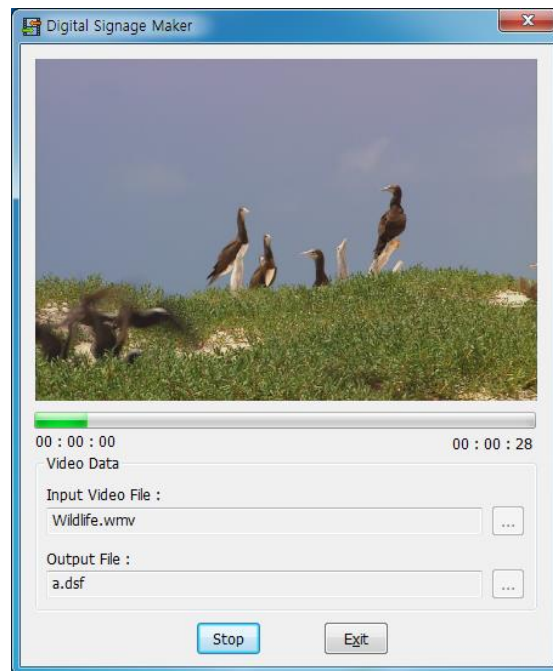 Digital Signage Maker
00 : 00 : 00
00 : 00 : 28
Video Data
Input Video File :
Wildlife.wmv
...
Output File :
a.dsf
...
Stop
Exit